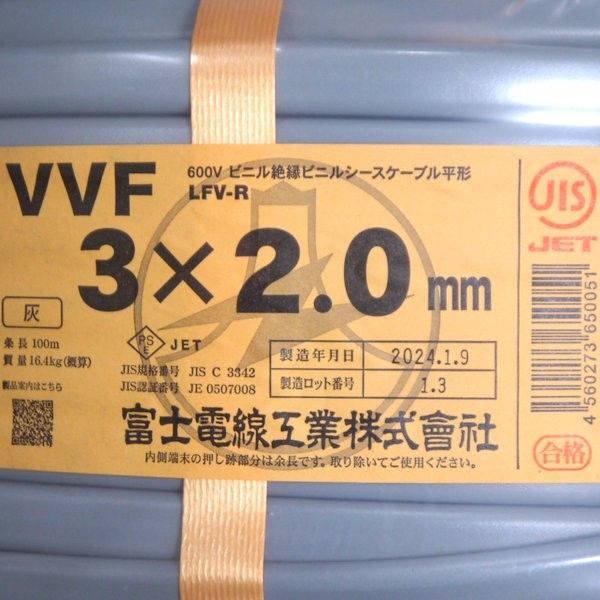 VVF
600V ビニル絶縁ビニルシースケーブル平形
LFV-R
3×2.0mm
灰
条長 100m
質量 16.4kg(概算)
製品案内はこちら
PS
E
JET
JIS規格番号 JIS C 3342
JIS認証番号 JE 0507008
製造年月日 2024.1.9
製造ロット番号 1.3
富士電線工業株式會社
内側端末の押し跡部分は余長です。取り除いてご使用ください。
JIS
JET
4560273650051
合格